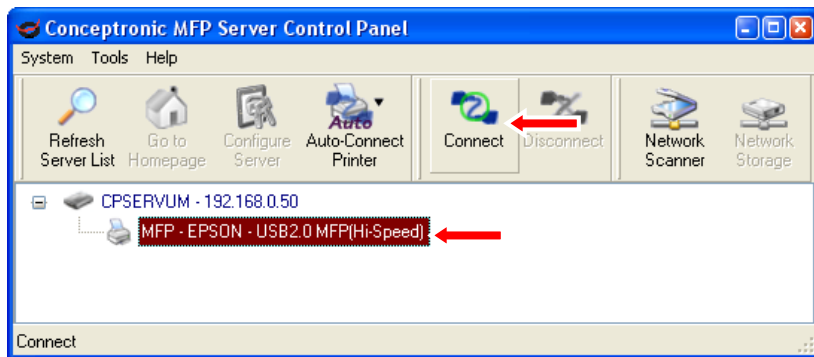 Conceptronic MFP Server Control Panel
System Tools Help
Auto
Refresh Server List
Go to Homepage
Configure Server
Auto-Connect Printer
Connect
Disconnect
Network Scanner
Network Storage
CPSERVUM - 192.168.0.50
MFP - EPSON - USB2.0 MFP(Hi-Speed)
Connect